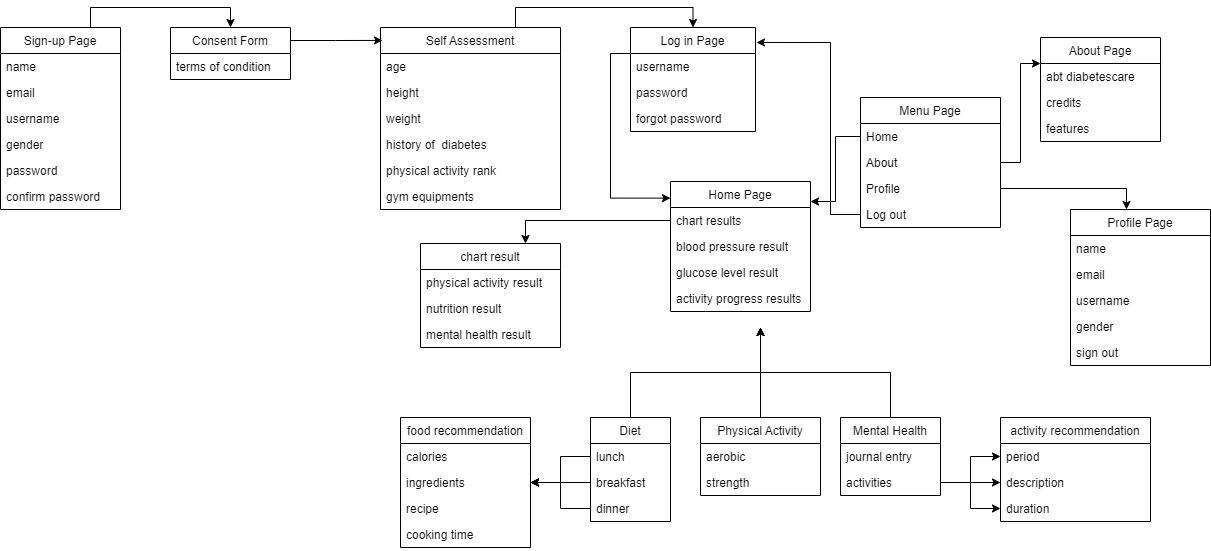 Sign-up Page
name
email
username
gender
password
confirm password
Consent Form
terms of condition
Self Assessment
age
height
weight
history of  diabetes
physical activity rank
gym equipments
Log in Page
username
password
forgot password
Menu Page
Home
About
Profile
Log out
About Page
abt diabetescare
credits
features
Home Page
chart results
blood pressure result
glucose level result
activity progress results
Profile Page
name
email
username
gender
sign out
chart result
physical activity result
nutrition result
mental health result
food recommendation
calories
ingredients
recipe
cooking time
Diet
lunch
breakfast
dinner
Physical Activity
aerobic
strength
Mental Health
journal entry
activities
activity recommendation
period
description
duration